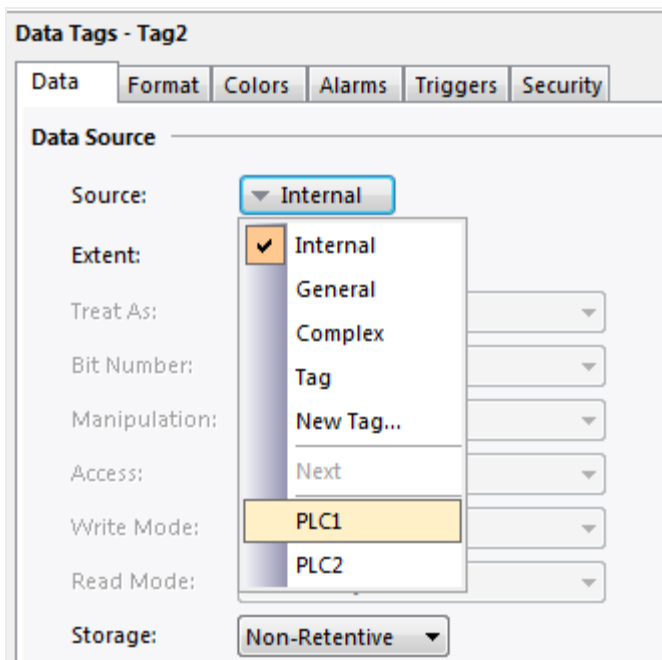 Data Tags - Tag2
Data Format Colors Alarms Triggers Security
Data Source
Source: Internal
Extent: Internal
General
Treat As:
Complex
Bit Number:
Tag
Manipulation: New Tag...
Access: Next
Write Mode: PLC1
PLC2
Read Mode:
Storage: Non-Retentive